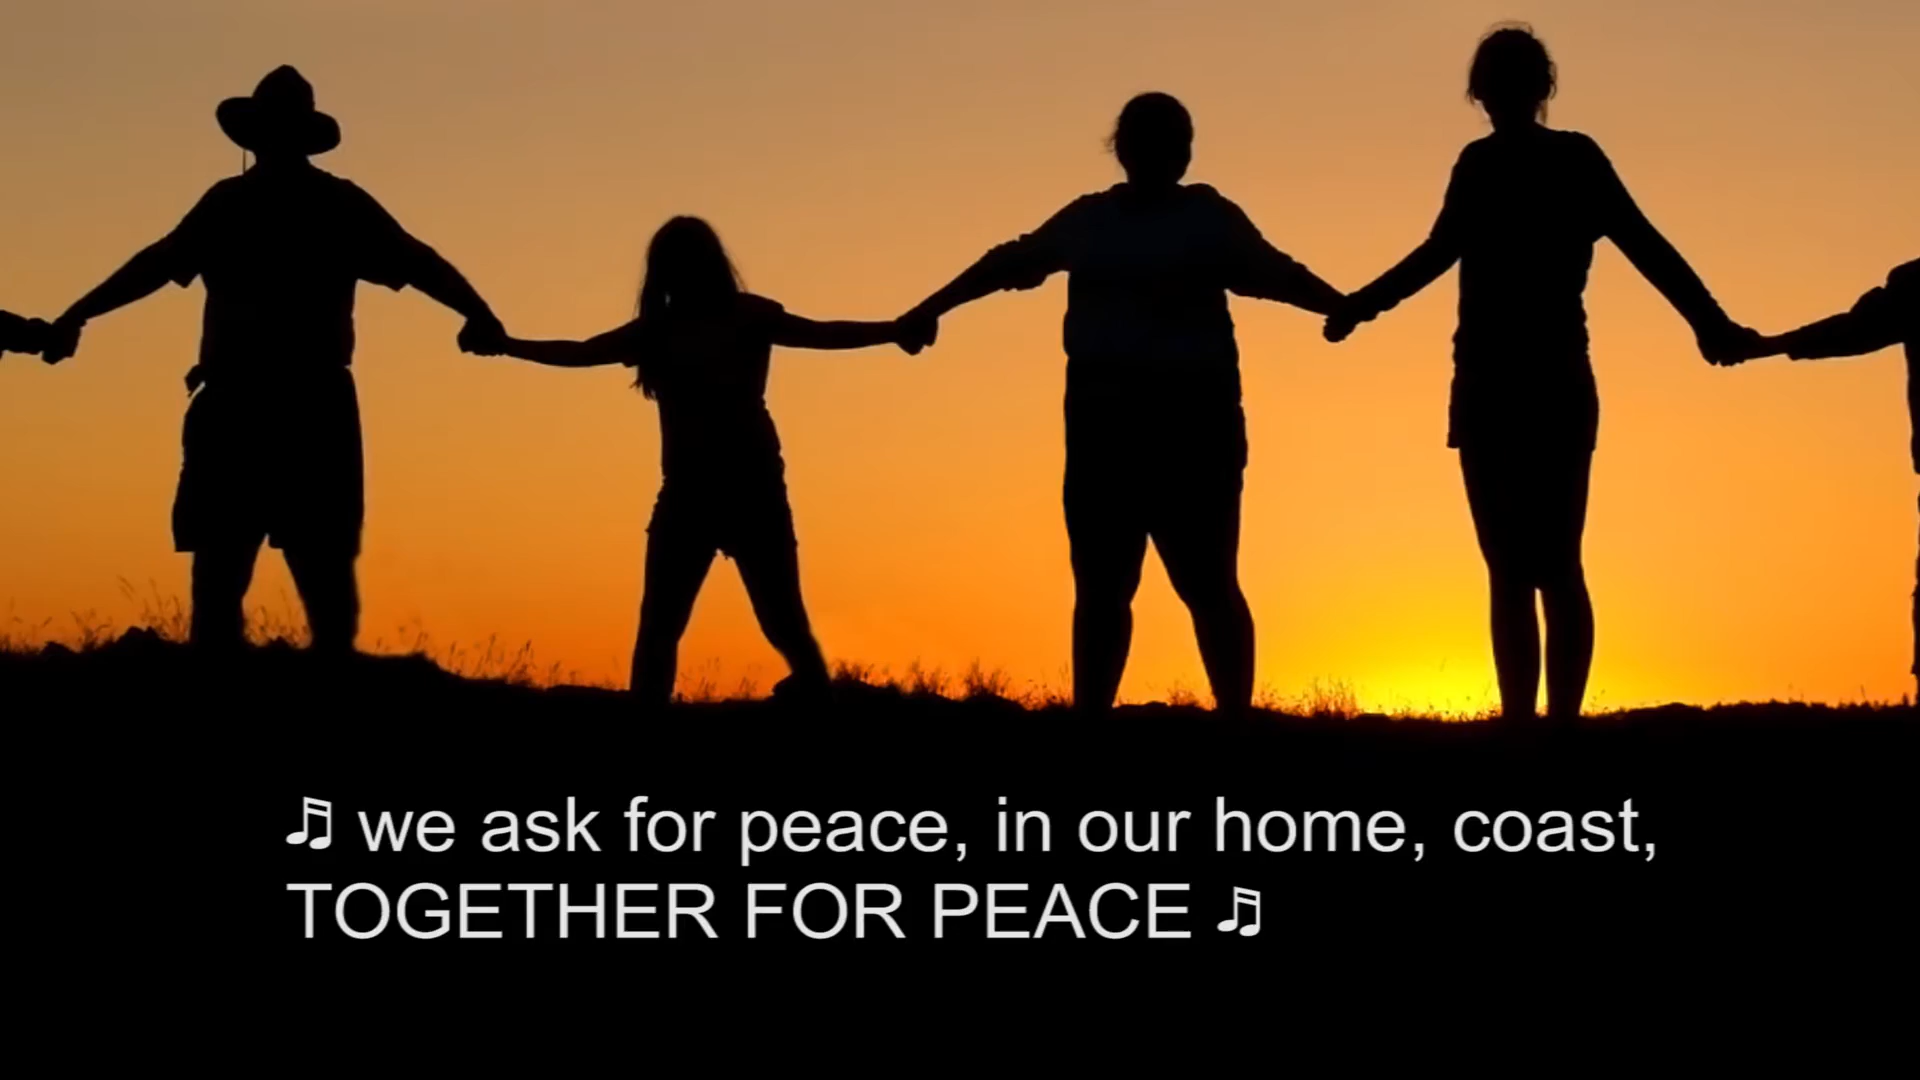 ♫ we ask for peace, in our home, coast,
TOGETHER FOR PEACE ♫